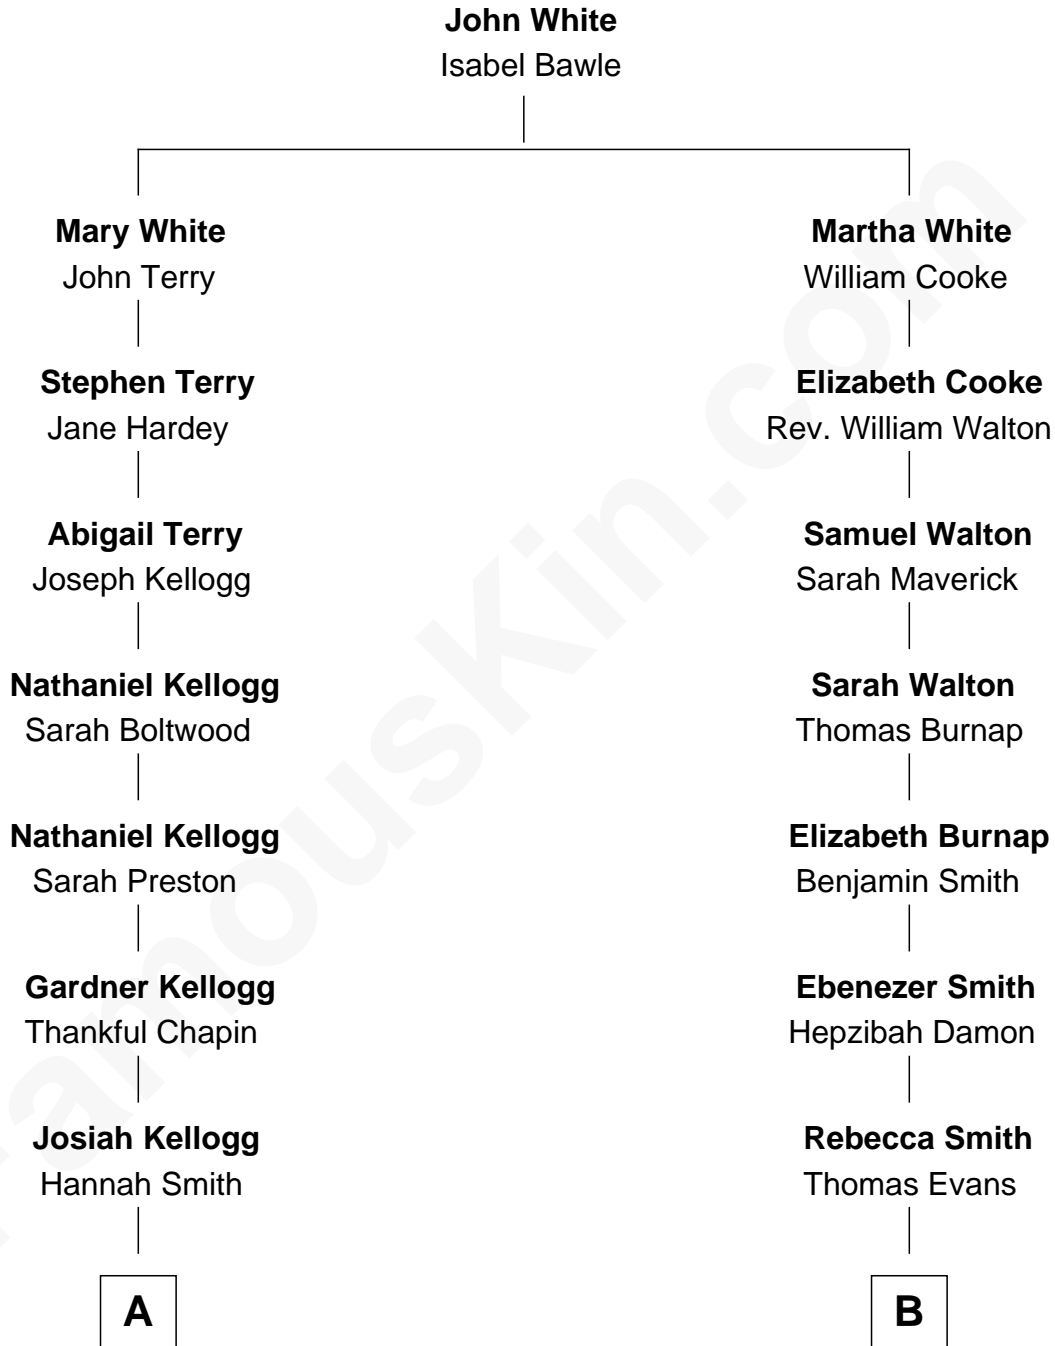 John White
Isabel Bawle
Mary White
John Terry
Martha White
William Cooke
Stephen Terry
Jane Hardey
Elizabeth Cooke
Rev. William Walton
Abigail Terry
Joseph Kellogg
Samuel Walton
Sarah Maverick
Nathaniel Kellogg
Sarah Boltwood
Sarah Walton
Thomas Burnap
Nathaniel Kellogg
Sarah Preston
Elizabeth Burnap
Benjamin Smith
Gardner Kellogg
Thankful Chapin
Ebenezer Smith
Hepzibah Damon
Josiah Kellogg
Hannah Smith
Rebecca Smith
Thomas Evans
A
B
FamousKin.com